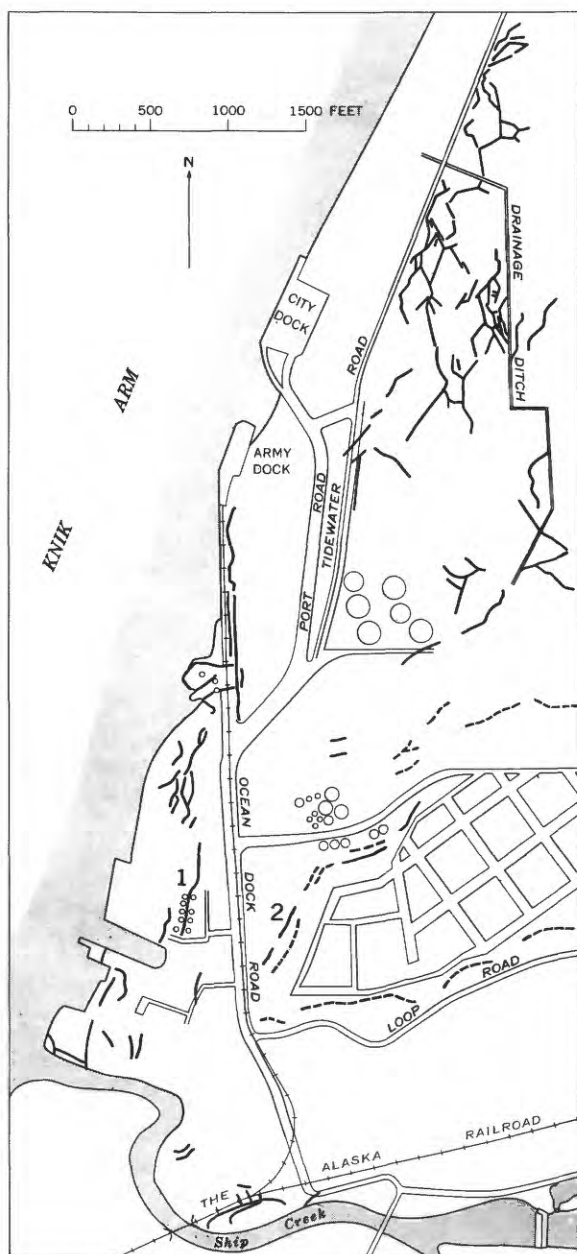 0 500 1000 1500 FEET
N
DRAINAGE
DITCH
CITY
DOCK
ROAD
ARM
ARMY
DOCK
ROAD
TIDEWATER
KNIK
PORT
OCEAN
1
DOCK
2
ROAD
ROAD
LOOP
THE ALASKA RAILROAD
Ship Creek